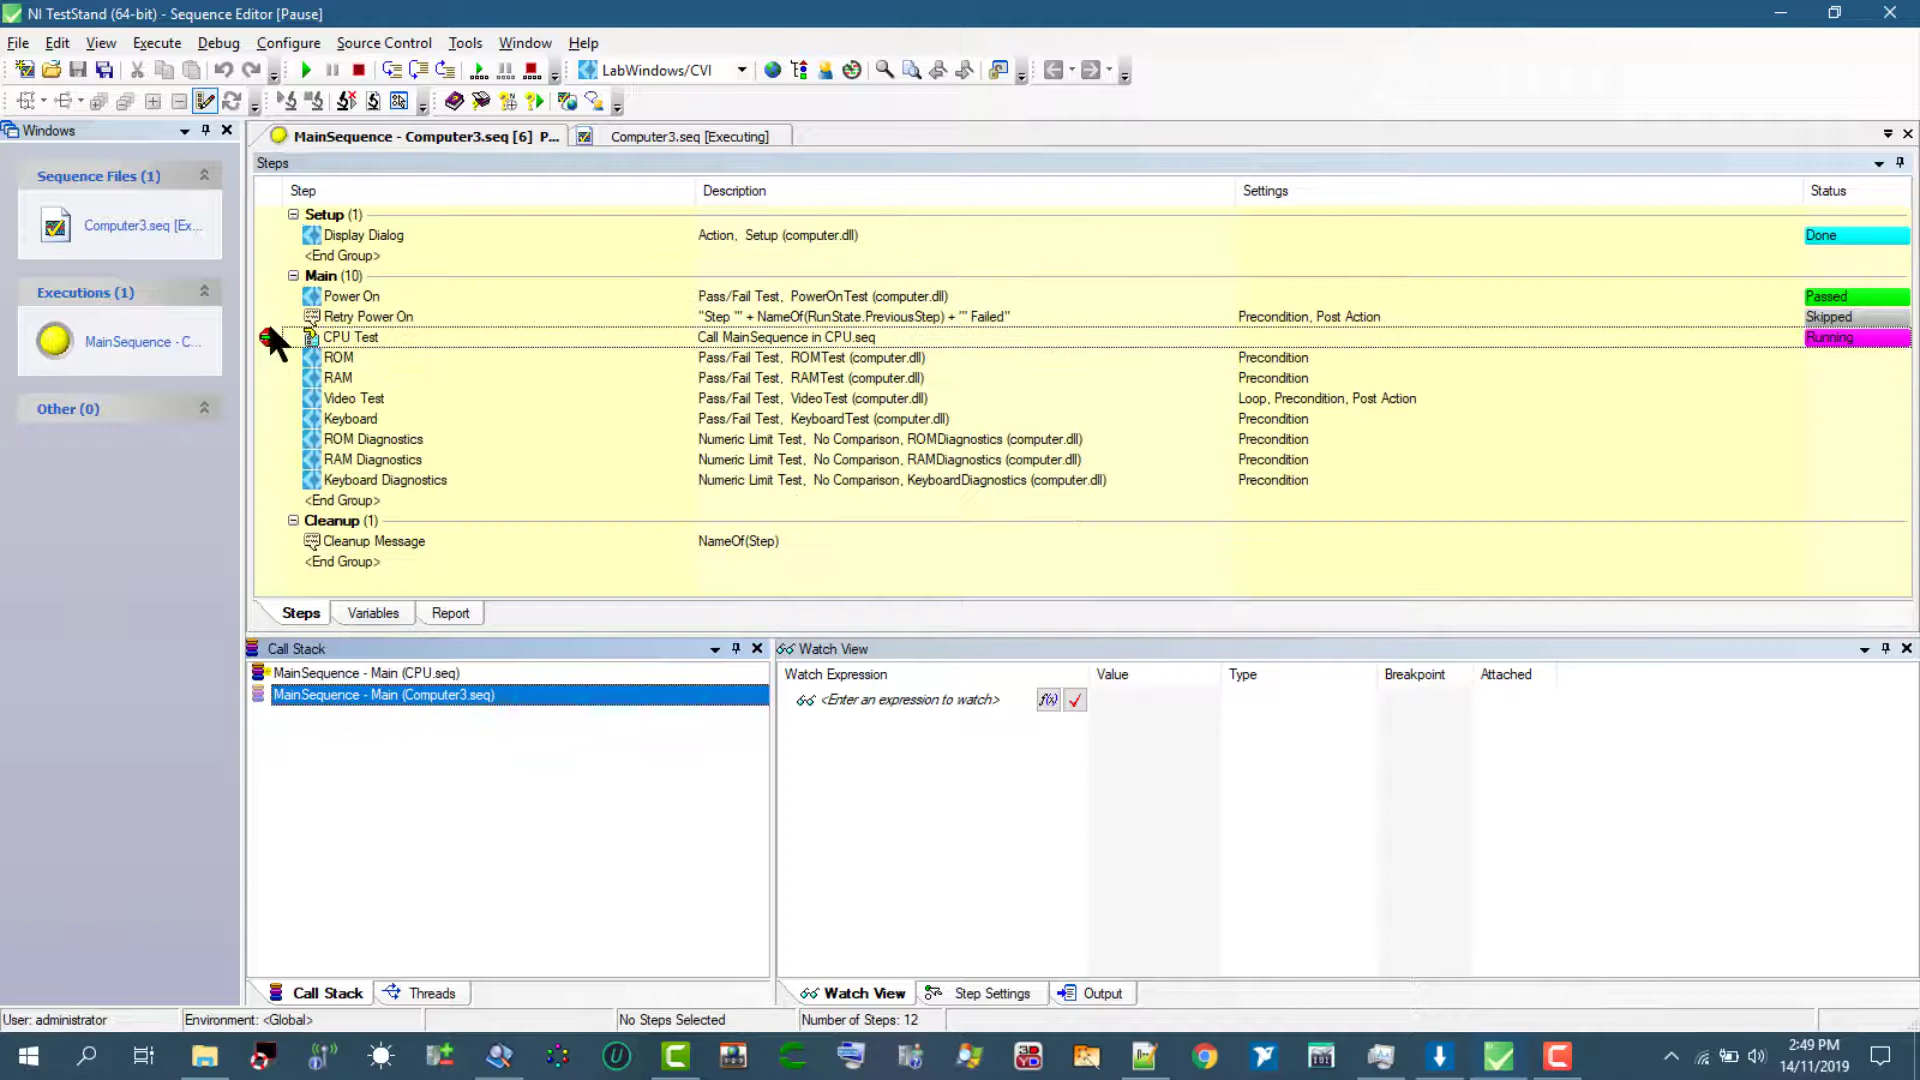 NI TestStand (64-bit) - Sequence Editor [Pause]
File Edit View Execute Debug Configure Source Control Tools Window Help
LabWindows/CVI
Windows
MainSequence - Computer3.seq [6] P...
Computer3.seq [Executing]
Sequence Files (1)
Computer3.seq [Ex...
Executions (1)
MainSequence - C...
Other (0)
Steps
Step Description Settings Status
Setup (1)
Display Dialog Action, Setup (computer.dll) Done
<End Group>
Main (10)
Power On Pass/Fail Test, PowerOnTest (computer.dll) Passed
Retry Power On "Step '" + NameOf(RunState.PreviousStep) + "' Failed" Precondition, Post Action Skipped
CPU Test Call MainSequence in CPU.seq Running
ROM Pass/Fail Test, ROMTest (computer.dll) Precondition
RAM Pass/Fail Test, RAMTest (computer.dll) Precondition
Video Test Pass/Fail Test, VideoTest (computer.dll) Loop, Precondition, Post Action
Keyboard Pass/Fail Test, KeyboardTest (computer.dll) Precondition
ROM Diagnostics Numeric Limit Test, No Comparison, ROMDiagnostics (computer.dll) Precondition
RAM Diagnostics Numeric Limit Test, No Comparison, RAMDiagnostics (computer.dll) Precondition
Keyboard Diagnostics Numeric Limit Test, No Comparison, KeyboardDiagnostics (computer.dll) Precondition
<End Group>
Cleanup (1)
Cleanup Message NameOf(Step)
<End Group>
Steps Variables Report
Call Stack
MainSequence - Main (CPU.seq)
MainSequence - Main (Computer3.seq)
Call Stack Threads
Watch View
Watch Expression Value Type Breakpoint Attached
<Enter an expression to watch> f(x)
Watch View Step Settings Output
User: administrator Environment: <Global> No Steps Selected Number of Steps: 12
2:49 PM
14/11/2019